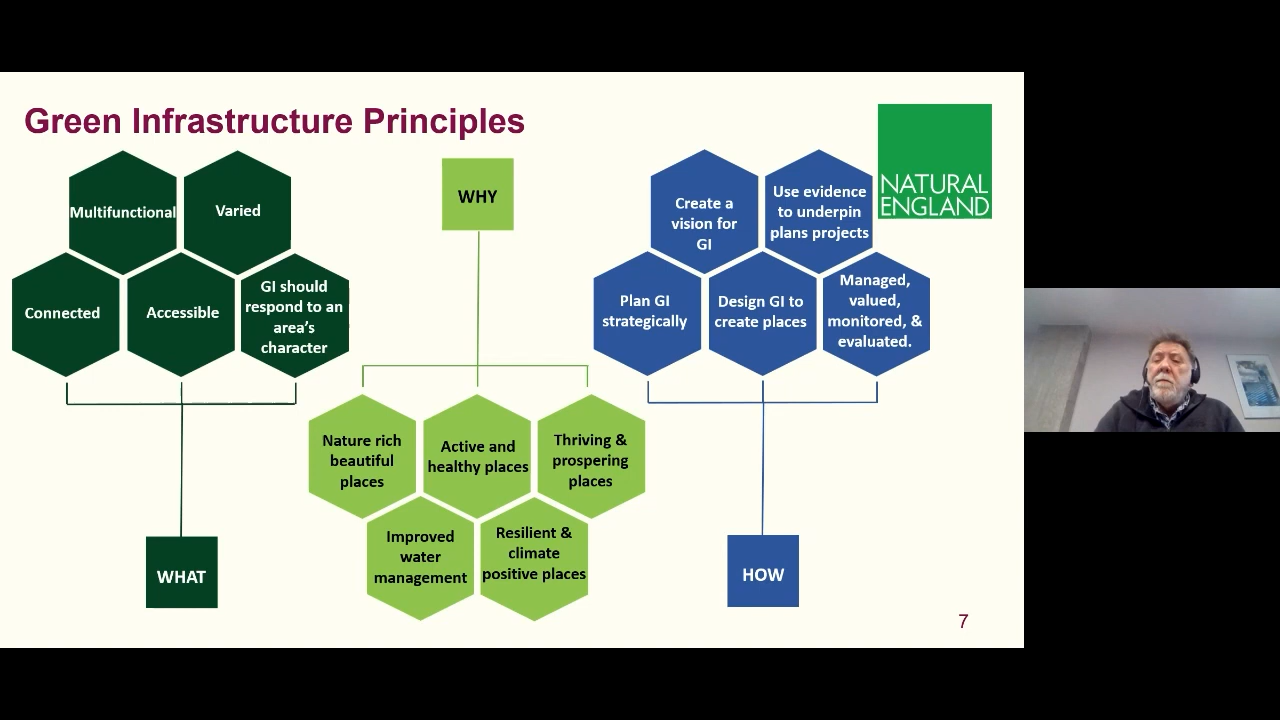 Green Infrastructure Principles
NATURAL
ENGLAND
Multifunctional
Varied
Connected
Accessible
GI should
respond to an
area’s
character
WHAT
WHY
Nature rich
beautiful
places
Active and
healthy places
Thriving &
prospering
places
Improved
water
management
Resilient &
climate
positive places
Create a
vision for
GI
Use evidence
to underpin
plans projects
Plan GI
strategically
Design GI to
create places
Managed,
valued,
monitored, &
evaluated.
HOW
7